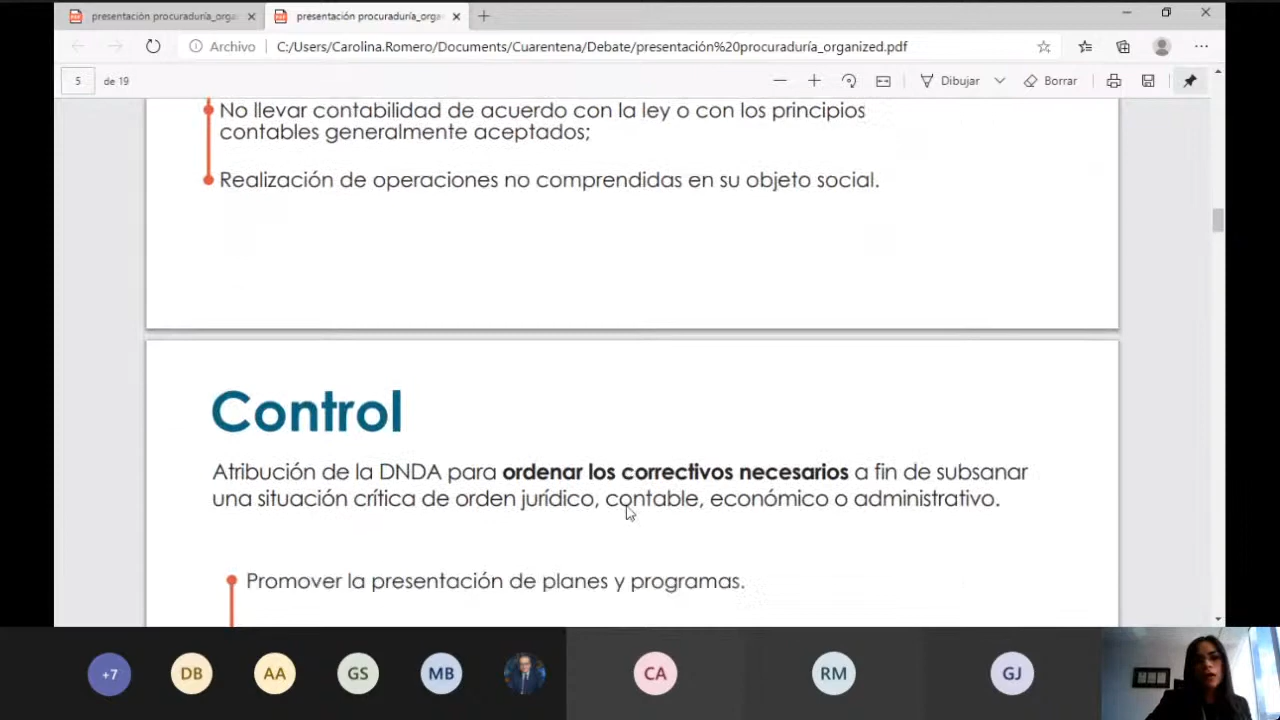 presentación procuraduría_orga
presentación procuraduría_orga
Archivo
C:/Users/Carolina.Romero/Documents/Cuarentena/Debate/presentación%20procuraduría_organized.pdf
5
de 19
Dibujar
Borrar
No llevar contabilidad de acuerdo con la ley o con los principios
contables generalmente aceptados;
Realización de operaciones no comprendidas en su objeto social.
Control
Atribución de la DNDA para ordenar los correctivos necesarios a fin de subsanar
una situación crítica de orden jurídico, contable, económico o administrativo.
Promover la presentación de planes y programas.
+7
DB
AA
GS
MB
CA
RM
GJ